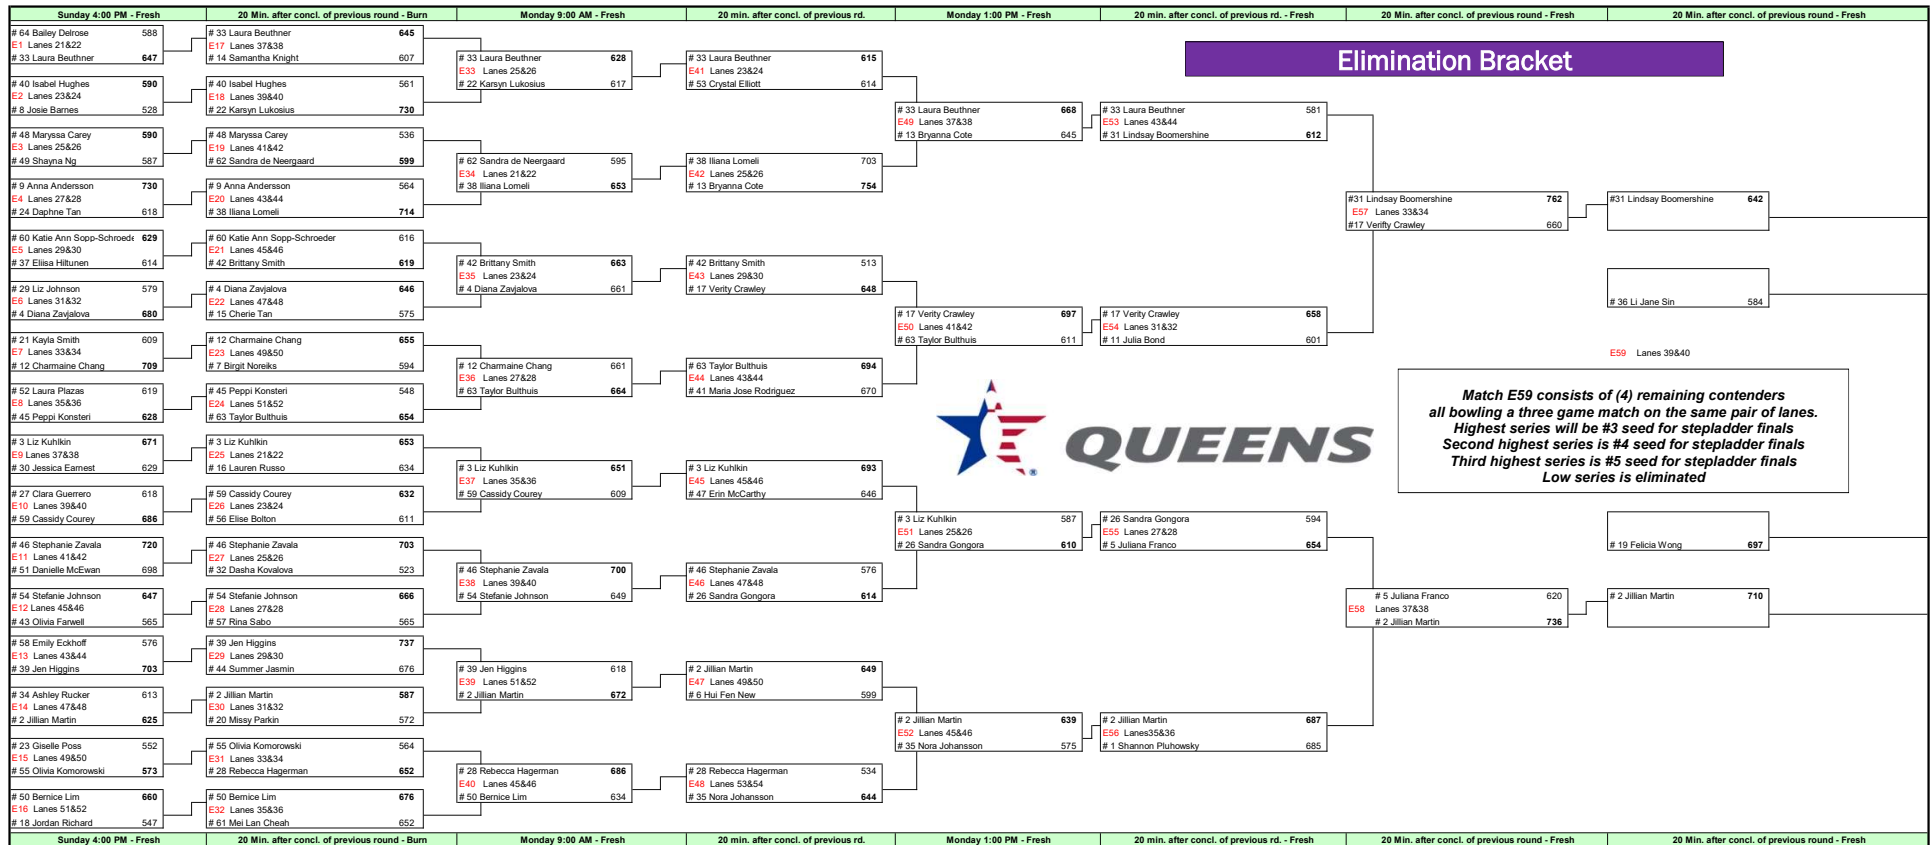 Sunday 4:00 PM - Fresh
20 Min. after concl. of previous round - Burn
Monday 9:00 AM - Fresh
20 min. after concl. of previous rd.
Monday 1:00 PM - Fresh
20 min. after concl. of previous rd. - Fresh
20 Min. after concl. of previous round - Fresh
20 Min. after concl. of previous round - Fresh
Elimination Bracket
# 64 Bailey Delrose 588
E1 Lanes 21&22
# 33 Laura Beuthner 647
# 40 Isabel Hughes 590
E2 Lanes 23&24
# 8 Josie Barnes 528
# 48 Maryssa Carey 590
E3 Lanes 25&26
# 49 Shayna Ng 587
# 9 Anna Andersson 730
E4 Lanes 27&28
# 24 Daphne Tan 618
# 60 Katie Ann Sopp-Schroede 629
E5 Lanes 29&30
# 37 Eliisa Hiltunen 614
# 29 Liz Johnson 579
E6 Lanes 31&32
# 4 Diana Zavjalova 680
# 21 Kayla Smith 609
E7 Lanes 33&34
# 12 Charmaine Chang 709
# 52 Laura Plazas 619
E8 Lanes 35&36
# 45 Peppi Konsteri 628
# 3 Liz Kuhlkin 671
E9 Lanes 37&38
# 30 Jessica Earnest 629
# 27 Clara Guerrero 618
E10 Lanes 39&40
# 59 Cassidy Courey 686
# 46 Stephanie Zavala 720
E11 Lanes 41&42
# 51 Danielle McEwan 698
# 54 Stefanie Johnson 647
E12 Lanes 45&46
# 43 Olivia Farwell 565
# 58 Emily Eckhoff 576
E13 Lanes 43&44
# 39 Jen Higgins 703
# 34 Ashley Rucker 613
E14 Lanes 47&48
# 2 Jillian Martin 625
# 23 Giselle Poss 552
E15 Lanes 49&50
# 55 Olivia Komorowski 573
# 50 Bernice Lim 660
E16 Lanes 51&52
# 18 Jordan Richard 547
# 33 Laura Beuthner 645
E17 Lanes 37&38
# 14 Samantha Knight 607
# 40 Isabel Hughes 561
E18 Lanes 39&40
# 22 Karsyn Lukosius 730
# 48 Maryssa Carey 536
E19 Lanes 41&42
# 62 Sandra de Neergaard 599
# 9 Anna Andersson 564
E20 Lanes 43&44
# 38 Iliana Lomeli 714
# 60 Katie Ann Sopp-Schroeder 616
E21 Lanes 45&46
# 42 Brittany Smith 619
# 4 Diana Zavjalova 646
E22 Lanes 47&48
# 15 Cherie Tan 575
# 12 Charmaine Chang 655
E23 Lanes 49&50
# 7 Birgit Noreiks 594
# 45 Peppi Konsteri 548
E24 Lanes 51&52
# 63 Taylor Bulthuis 654
# 3 Liz Kuhlkin 653
E25 Lanes 21&22
# 16 Lauren Russo 634
# 59 Cassidy Courey 632
E26 Lanes 23&24
# 56 Elise Bolton 611
# 46 Stephanie Zavala 703
E27 Lanes 25&26
# 32 Dasha Kovalova 523
# 54 Stefanie Johnson 666
E28 Lanes 27&28
# 57 Rina Sabo 565
# 39 Jen Higgins 737
E29 Lanes 29&30
# 44 Summer Jasmin 676
# 2 Jillian Martin 587
E30 Lanes 31&32
# 20 Missy Parkin 572
# 55 Olivia Komorowski 564
E31 Lanes 33&34
# 28 Rebecca Hagerman 652
# 50 Bernice Lim 676
E32 Lanes 35&36
# 61 Mei Lan Cheah 652
# 33 Laura Beuthner 628
E33 Lanes 25&26
# 22 Karsyn Lukosius 617
# 62 Sandra de Neergaard 595
E34 Lanes 21&22
# 38 Iliana Lomeli 653
# 42 Brittany Smith 663
E35 Lanes 23&24
# 4 Diana Zavjalova 661
# 12 Charmaine Chang 661
E36 Lanes 27&28
# 63 Taylor Bulthuis 664
# 3 Liz Kuhlkin 651
E37 Lanes 35&36
# 59 Cassidy Courey 609
# 46 Stephanie Zavala 700
E38 Lanes 39&40
# 54 Stefanie Johnson 649
# 39 Jen Higgins 618
E39 Lanes 51&52
# 2 Jillian Martin 672
# 28 Rebecca Hagerman 686
E40 Lanes 45&46
# 50 Bernice Lim 634
# 33 Laura Beuthner 615
E41 Lanes 23&24
# 53 Crystal Elliott 614
# 38 Iliana Lomeli 703
E42 Lanes 25&26
# 13 Bryanna Cote 754
# 42 Brittany Smith 513
E43 Lanes 29&30
# 17 Verity Crawley 648
# 63 Taylor Bulthuis 694
E44 Lanes 43&44
# 41 Maria Jose Rodriguez 670
# 3 Liz Kuhlkin 693
E45 Lanes 45&46
# 47 Erin McCarthy 646
# 46 Stephanie Zavala 576
E46 Lanes 47&48
# 26 Sandra Gongora 614
# 2 Jillian Martin 649
E47 Lanes 49&50
# 6 Hui Fen New 599
# 28 Rebecca Hagerman 534
E48 Lanes 53&54
# 35 Nora Johansson 644
# 33 Laura Beuthner 668
E49 Lanes 37&38
# 13 Bryanna Cote 645
# 17 Verity Crawley 697
E50 Lanes 41&42
# 63 Taylor Bulthuis 611
# 3 Liz Kuhlkin 587
E51 Lanes 25&26
# 26 Sandra Gongora 610
# 2 Jillian Martin 639
E52 Lanes 45&46
# 35 Nora Johansson 575
# 33 Laura Beuthner 581
E53 Lanes 43&44
# 31 Lindsay Boomershine 612
# 17 Verity Crawley 658
E54 Lanes 31&32
# 11 Julia Bond 601
# 26 Sandra Gongora 594
E55 Lanes 27&28
# 5 Juliana Franco 654
# 2 Jillian Martin 687
E56 Lanes35&36
# 1 Shannon Pluhowsky 685
#31 Lindsay Boomershine 762
E57 Lanes 33&34
#17 Verifty Crawley 660
# 5 Juliana Franco 620
E58 Lanes 37&38
# 2 Jillian Martin 736
#31 Lindsay Boomershine 642
# 36 Li Jane Sin 584
E59 Lanes 39&40
# 19 Felicia Wong 697
# 2 Jillian Martin 710
QUEENS
®
Match E59 consists of (4) remaining contenders
all bowling a three game match on the same pair of lanes.
Highest series will be #3 seed for stepladder finals
Second highest series is #4 seed for stepladder finals
Third highest series is #5 seed for stepladder finals
Low series is eliminated
Sunday 4:00 PM - Fresh
20 Min. after concl. of previous round - Burn
Monday 9:00 AM - Fresh
20 min. after concl. of previous rd.
Monday 1:00 PM - Fresh
20 min. after concl. of previous rd. - Fresh
20 Min. after concl. of previous round - Fresh
20 Min. after concl. of previous round - Fresh